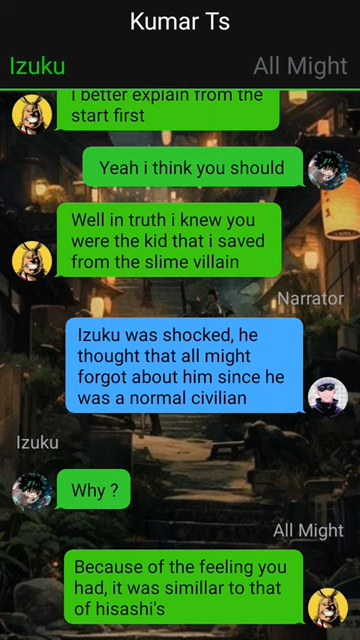 Kumar Ts
Izuku
All Might
I better explain from the
start first
Yeah i think you should
Well in truth i knew you
were the kid that i saved
from the slime villain
Narrator
Izuku was shocked, he
thought that all might
forgot about him since he
was a normal civilian
Izuku
Why ?
All Might
Because of the feeling you
had, it was simillar to that
of hisashi's